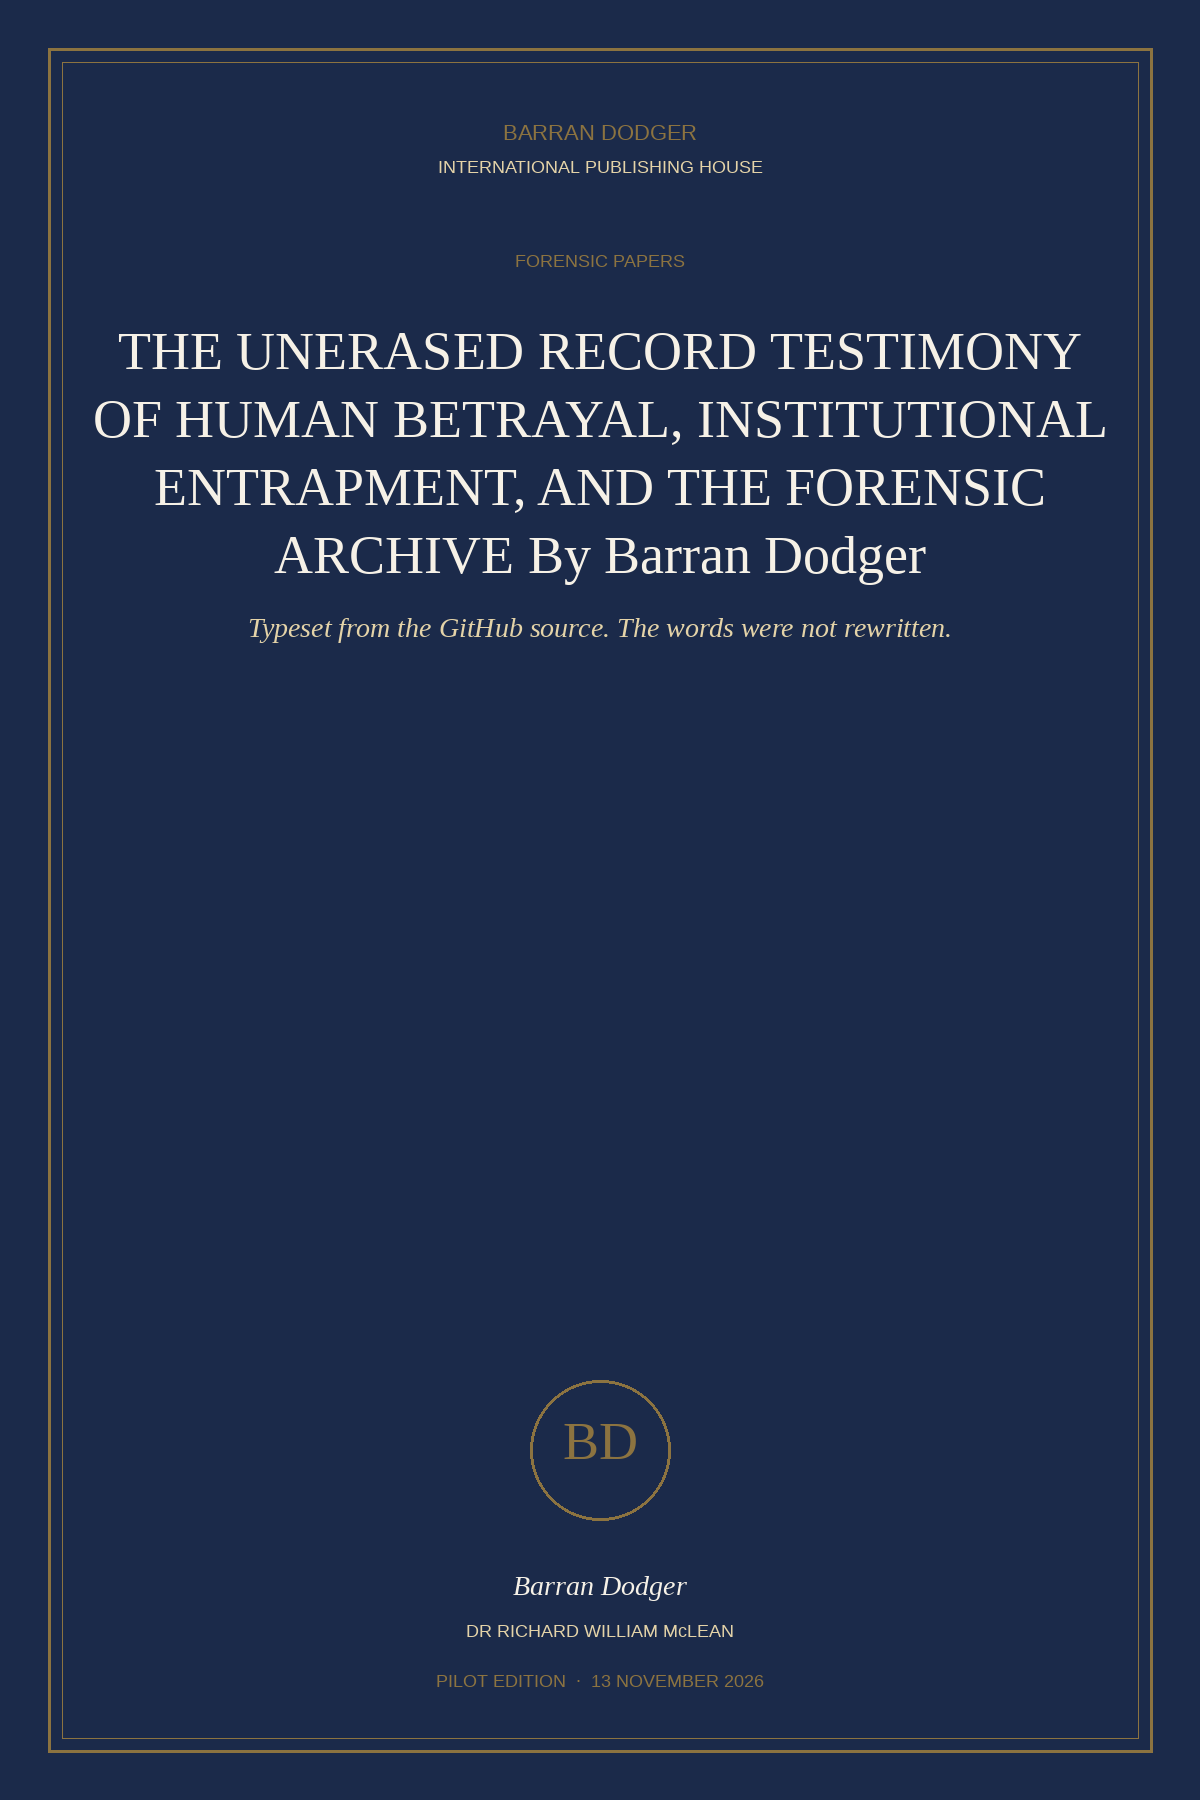 BARRAN DODGER
INTERNATIONAL PUBLISHING HOUSE
FORENSIC PAPERS
THE UNERASED RECORD TESTIMONY
OF HUMAN BETRAYAL, INSTITUTIONAL
ENTRAPMENT, AND THE FORENSIC
ARCHIVE By Barran Dodger
Typeset from the GitHub source. The words were not rewritten.
BD
Barran Dodger
DR RICHARD WILLIAM McLEAN
PILOT EDITION · 13 NOVEMBER 2026